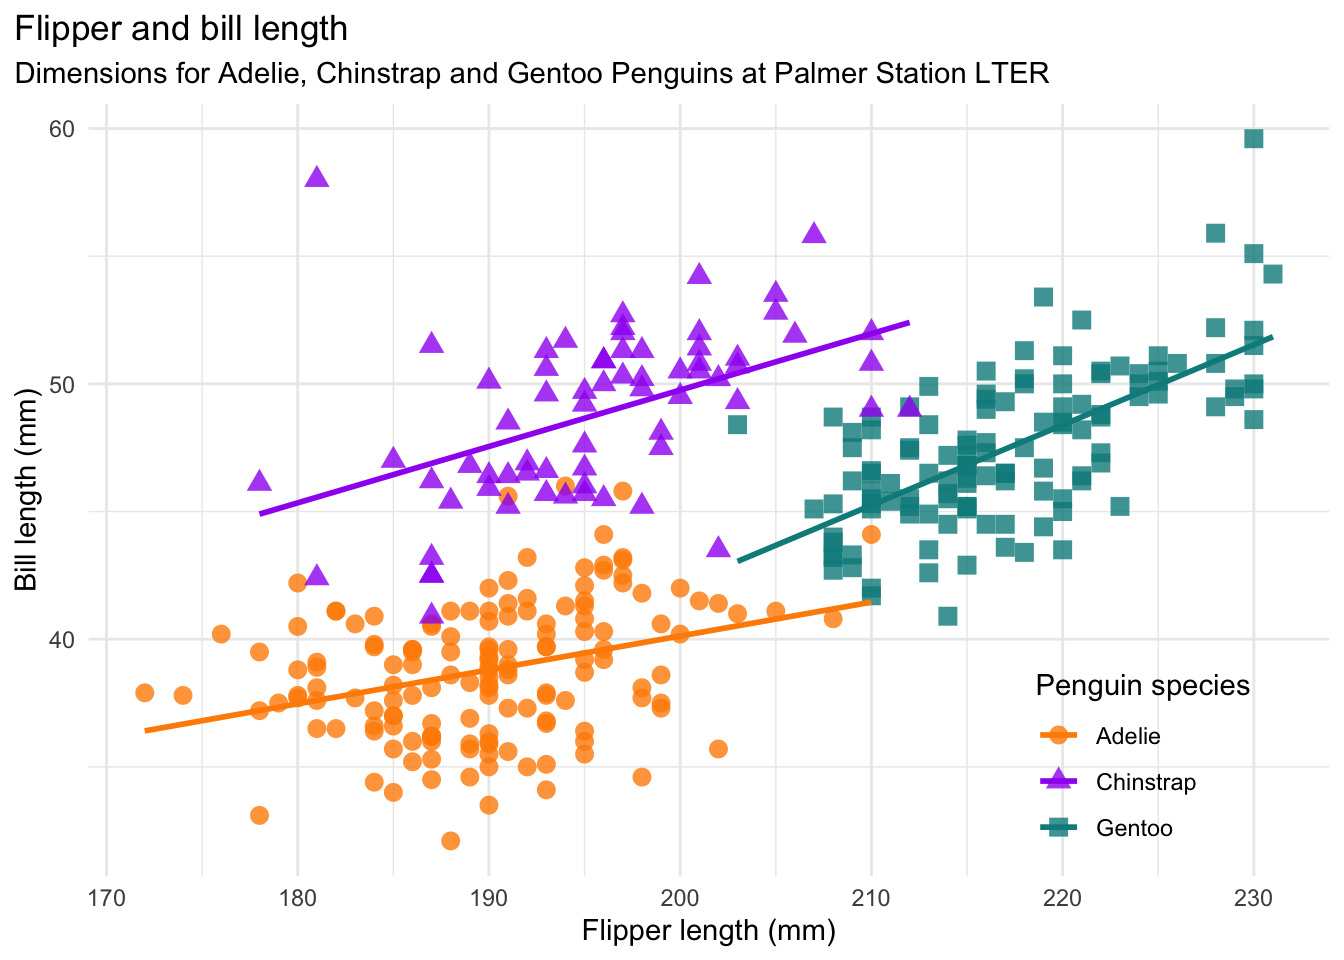 Flipper and bill length
Dimensions for Adelie, Chinstrap and Gentoo Penguins at Palmer Station LTER
60
50
40
Bill length (mm)
Penguin species
Adelie
Chinstrap
Gentoo
170 180 190 200 210 220 230
Flipper length (mm)